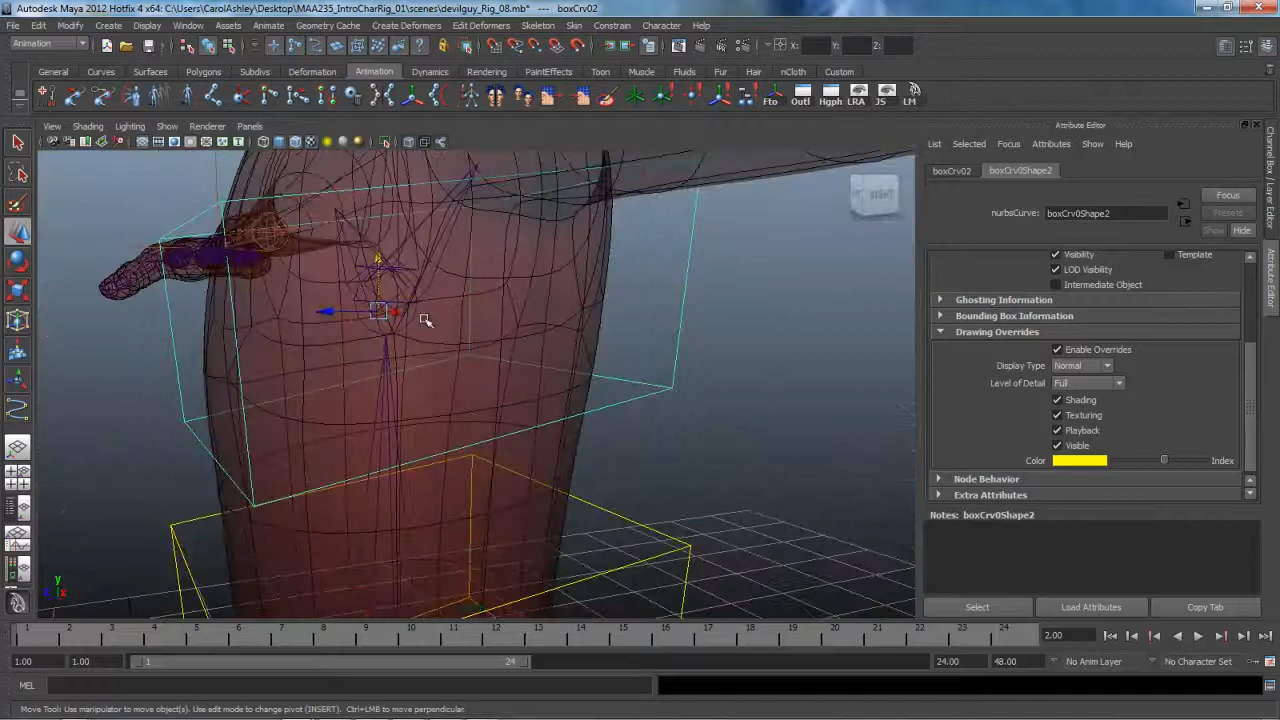 Autodesk Maya 2012 Hotfix 4 x64: C:\Users\CarolAshley\Desktop\MAA235_IntroCharRig_01\scenes\devilguy_Rig_08.mb* --- boxCrv02
File Edit Modify Create Display Window Assets Animate Geometry Cache Create Deformers Edit Deformers Skeleton Skin Constrain Character Help
Animation X: Y: Z:
General Curves Surfaces Polygons Subdivs Deformation Animation Dynamics Rendering PaintEffects Toon Muscle Fluids Fur Hair nCloth Custom
Fto Outl Hgph LRA JS LM
View Shading Lighting Show Renderer Panels
Attribute Editor
List Selected Focus Attributes Show Help
boxCrv02 boxCrv0Shape2
nurbsCurve: boxCrv0Shape2
Focus
Presets
Show Hide
Visibility Template
LOD Visibility
Intermediate Object
Ghosting Information
Bounding Box Information
Drawing Overrides
Enable Overrides
Display Type Normal
Level of Detail Full
Shading
Texturing
Playback
Visible
Color Index
Node Behavior
Extra Attributes
Notes: boxCrv0Shape2
Select Load Attributes Copy Tab
Channel Box / Layer Editor
Attribute Editor
RIGHT
y
z x
1 2 3 4 5 6 7 8 9 10 11 12 13 14 15 16 17 18 19 20 21 22 23 24 2.00
1.00 1.00 1 24 24.00 48.00 No Anim Layer No Character Set
MEL
Move Tool: Use manipulator to move object(s). Use edit mode to change pivot (INSERT). Ctrl+LMB to move perpendicular.